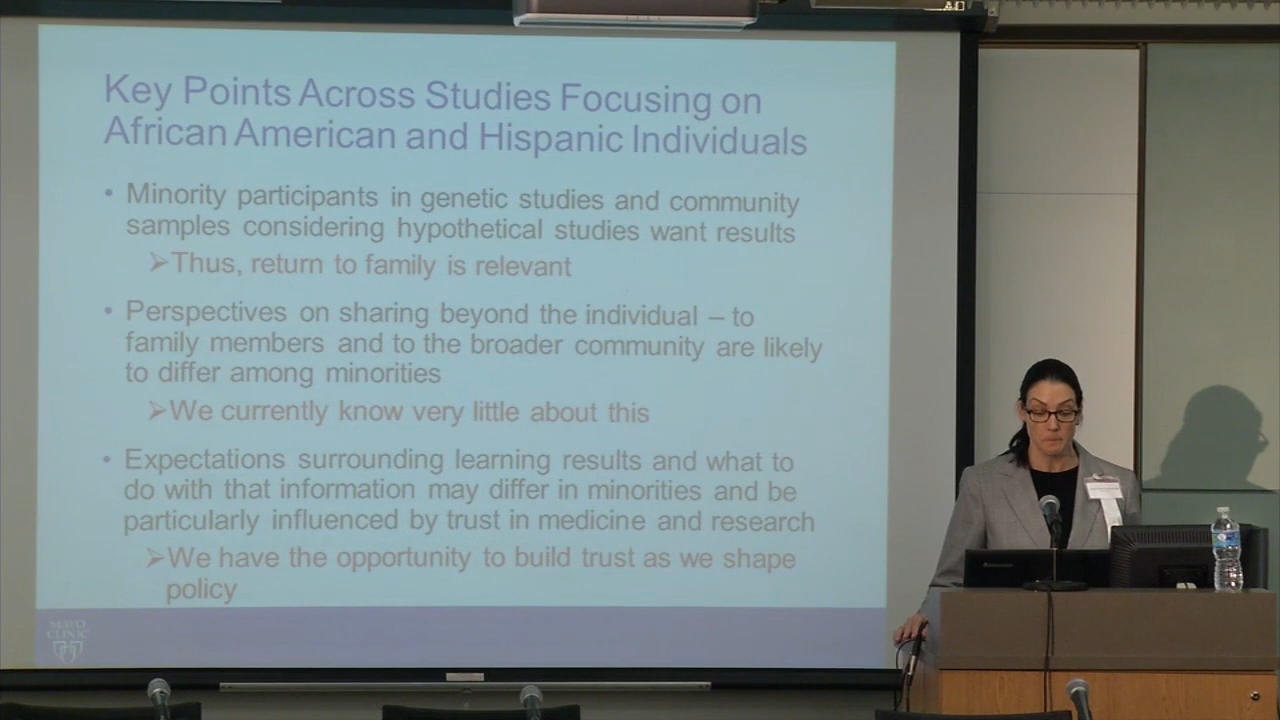 Key Points Across Studies Focusing on
African American and Hispanic Individuals
• Minority participants in genetic studies and community
samples considering hypothetical studies want results
➢Thus, return to family is relevant
• Perspectives on sharing beyond the individual – to
family members and to the broader community are likely
to differ among minorities
➢We currently know very little about this
• Expectations surrounding learning results and what to
do with that information may differ in minorities and be
particularly influenced by trust in medicine and research
➢We have the opportunity to build trust as we shape
policy
MAYO
CLINIC